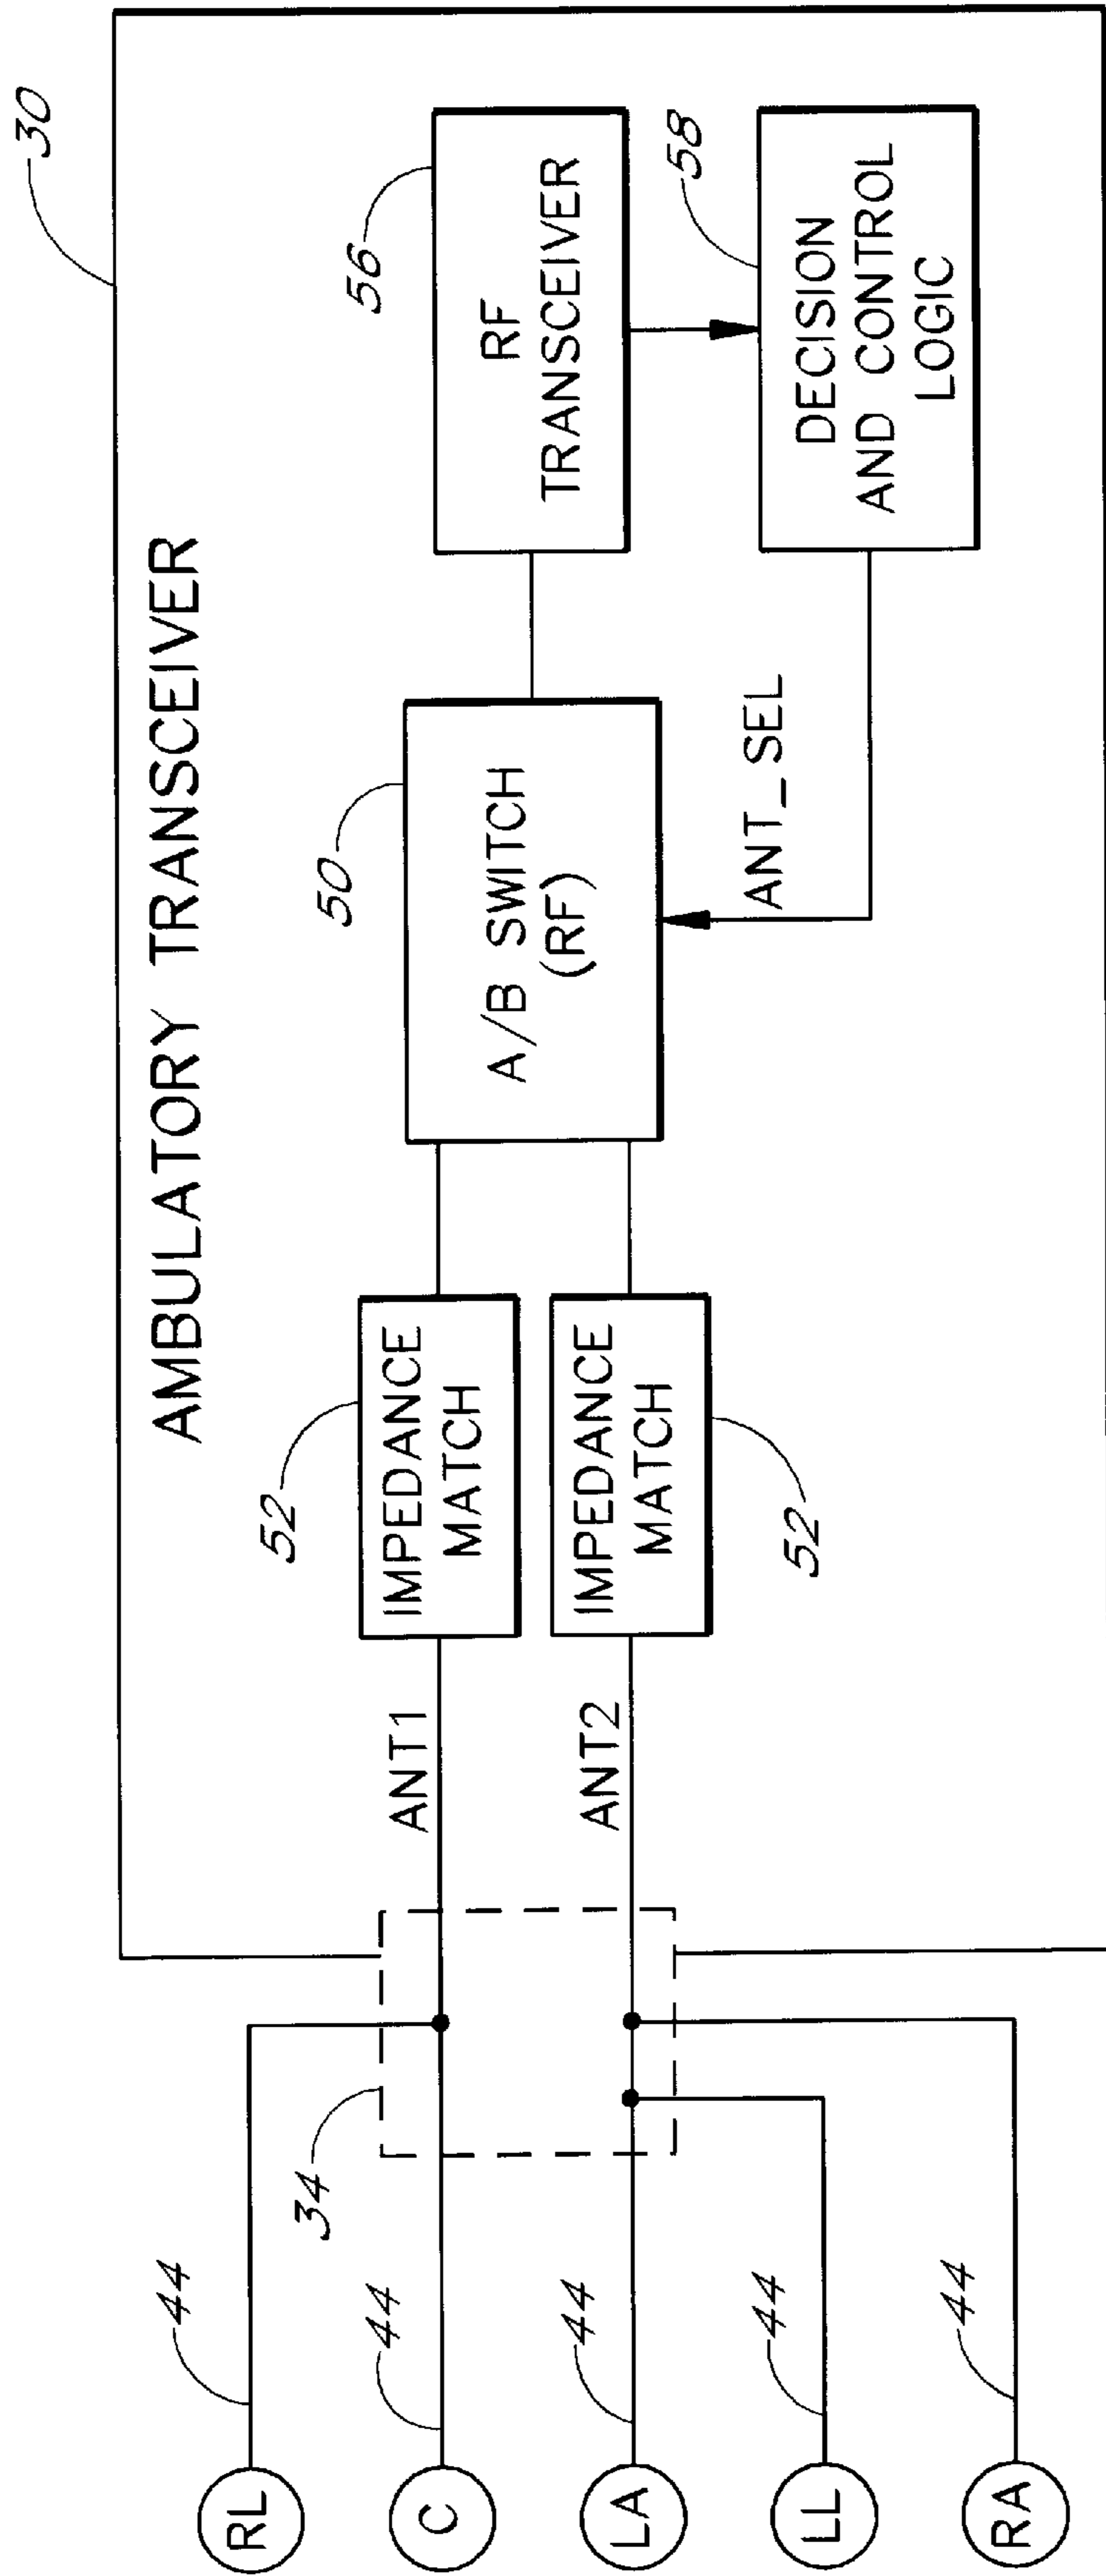 30
AMBULATORY TRANSCEIVER
44
RL
34
52
50
56
ANT1
IMPEDANCE
MATCH
A/B SWITCH
(RF)
RF
TRANSCEIVER
44
C
44
LA
ANT2
IMPEDANCE
MATCH
52
ANT_SEL
58
DECISION
AND CONTROL
LOGIC
44
LL
44
RA